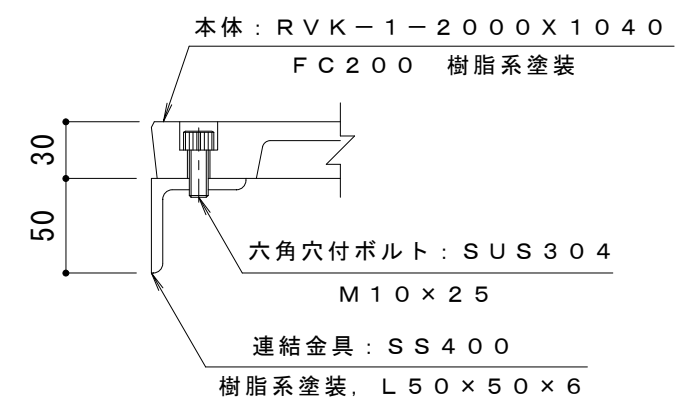 本体：ＲＶＫ－１－２０００Ｘ１０４０
ＦＣ２００　樹脂系塗装
30
50
六角穴付ボルト：ＳＵＳ３０４
Ｍ１０×２５
連結金具：ＳＳ４００
樹脂系塗装，Ｌ５０×５０×６